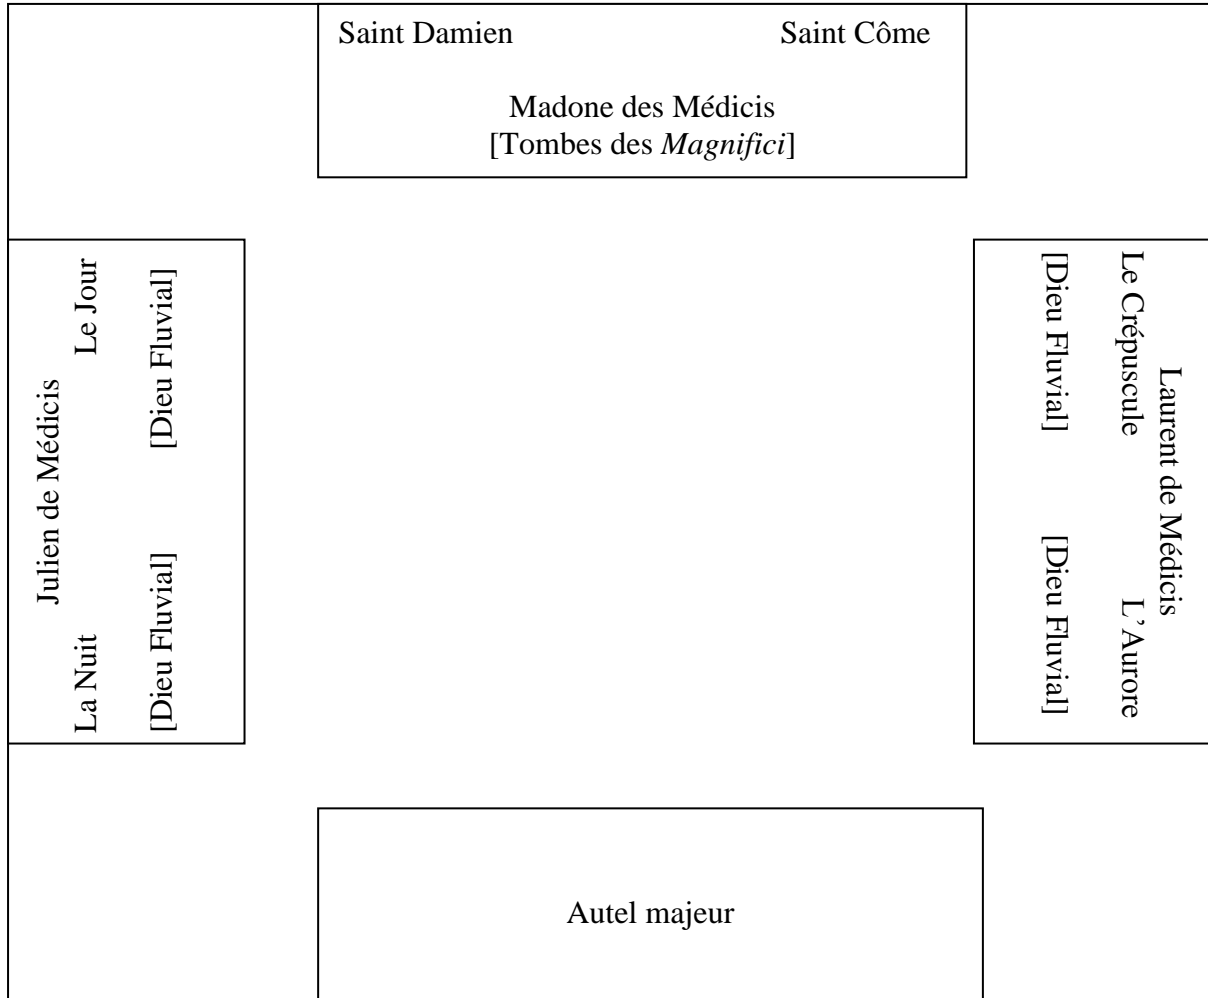 Saint Damien
Saint Côme
Madone des Médicis
[Tombes des Magnifici]
Julien de Médicis
La Nuit
Le Jour
[Dieu Fluvial]
[Dieu Fluvial]
Laurent de Médicis
Le Crépuscule
L'Aurore
[Dieu Fluvial]
[Dieu Fluvial]
Autel majeur